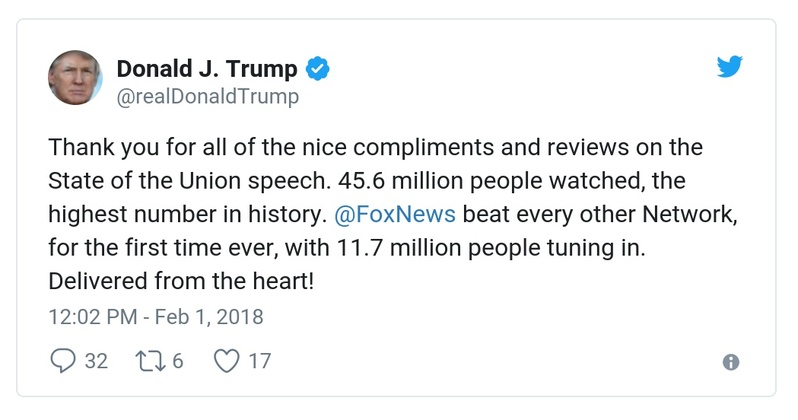 Donald J. Trump
@realDonaldTrump
Thank you for all of the nice compliments and reviews on the
State of the Union speech. 45.6 million people watched, the
highest number in history. @FoxNews beat every other Network,
for the first time ever, with 11.7 million people tuning in.
Delivered from the heart!
12:02 PM - Feb 1, 2018
32 6 17